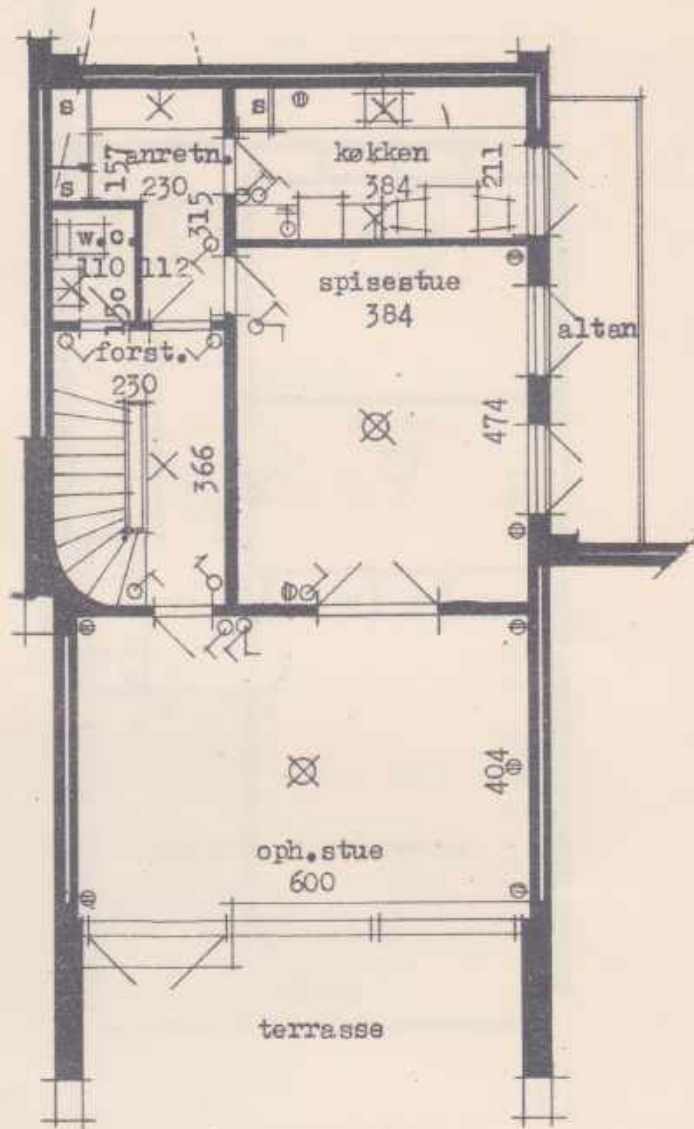 s
s
anretn.
230
157
315
s
køkken
384
211
w.c.
110
112
150
spisestue
384
474
altan
forst.
230
366
404
oph.stue
600
terrasse